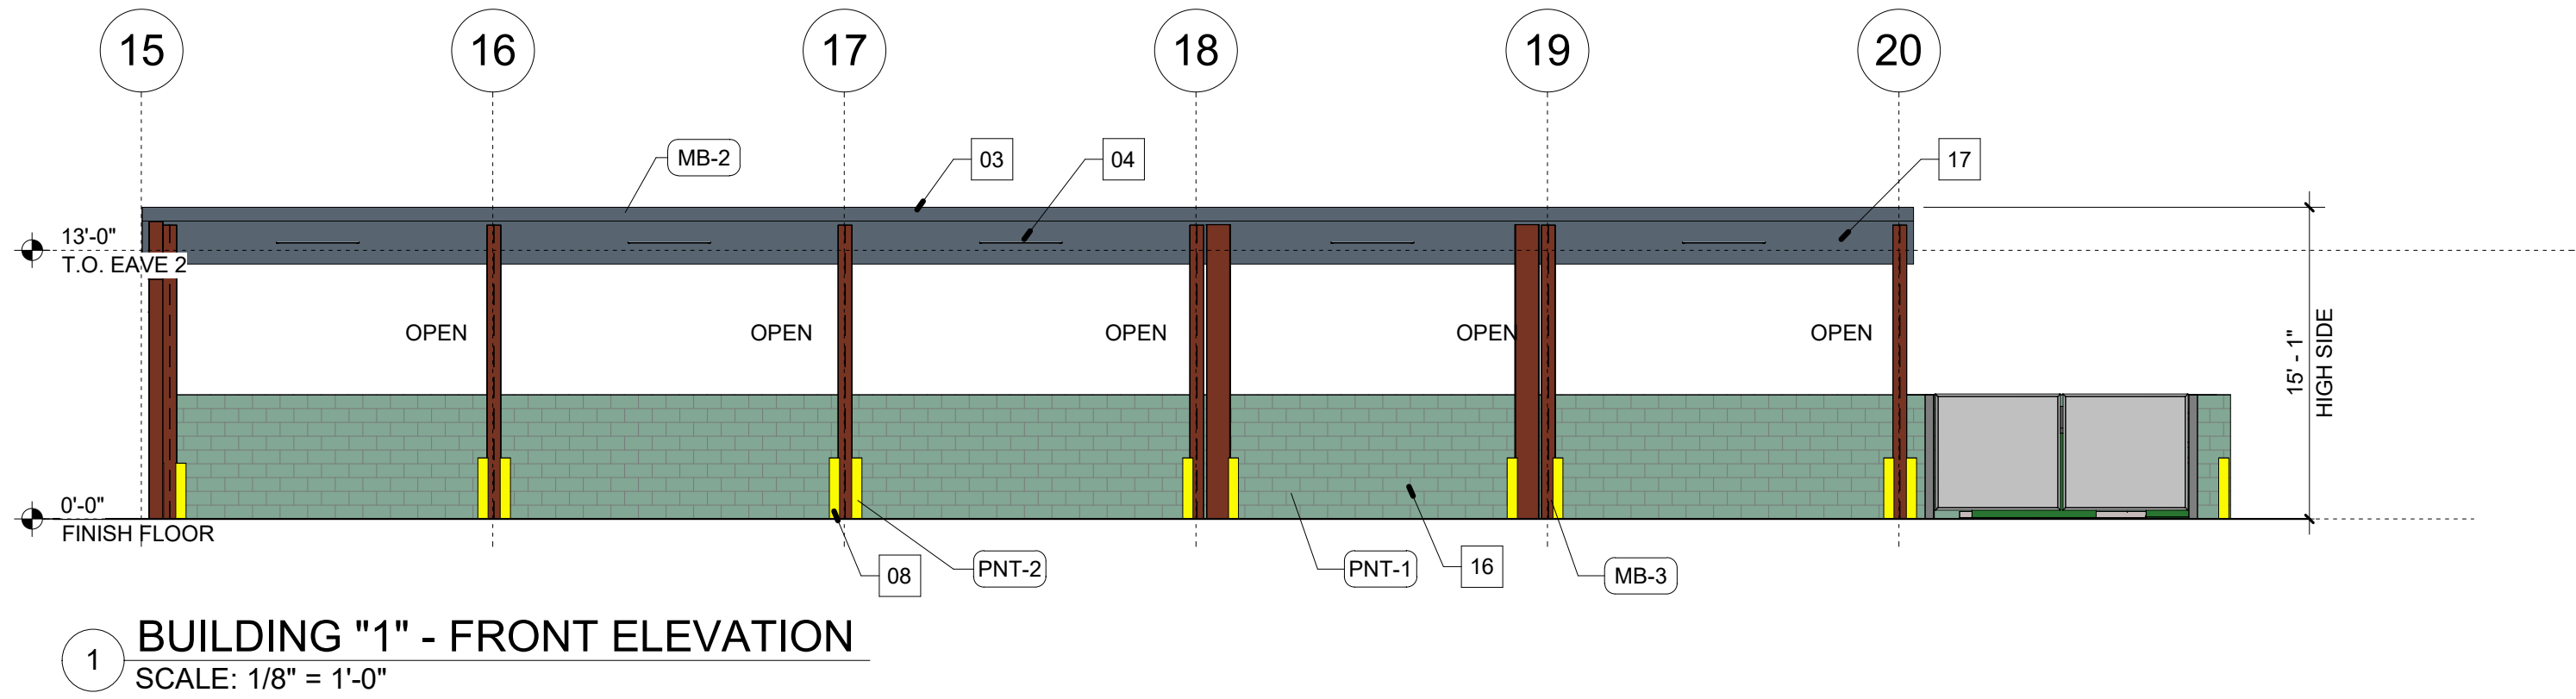 15 16 17 18 19 20
MB-2 03 04 17
13'-0"
T.O. EAVE 2
OPEN OPEN OPEN OPEN OPEN
15' - 1"
HIGH SIDE
0'-0"
FINISH FLOOR
08 PNT-2 PNT-1 16 MB-3
1 BUILDING "1" - FRONT ELEVATION
SCALE: 1/8" = 1'-0"